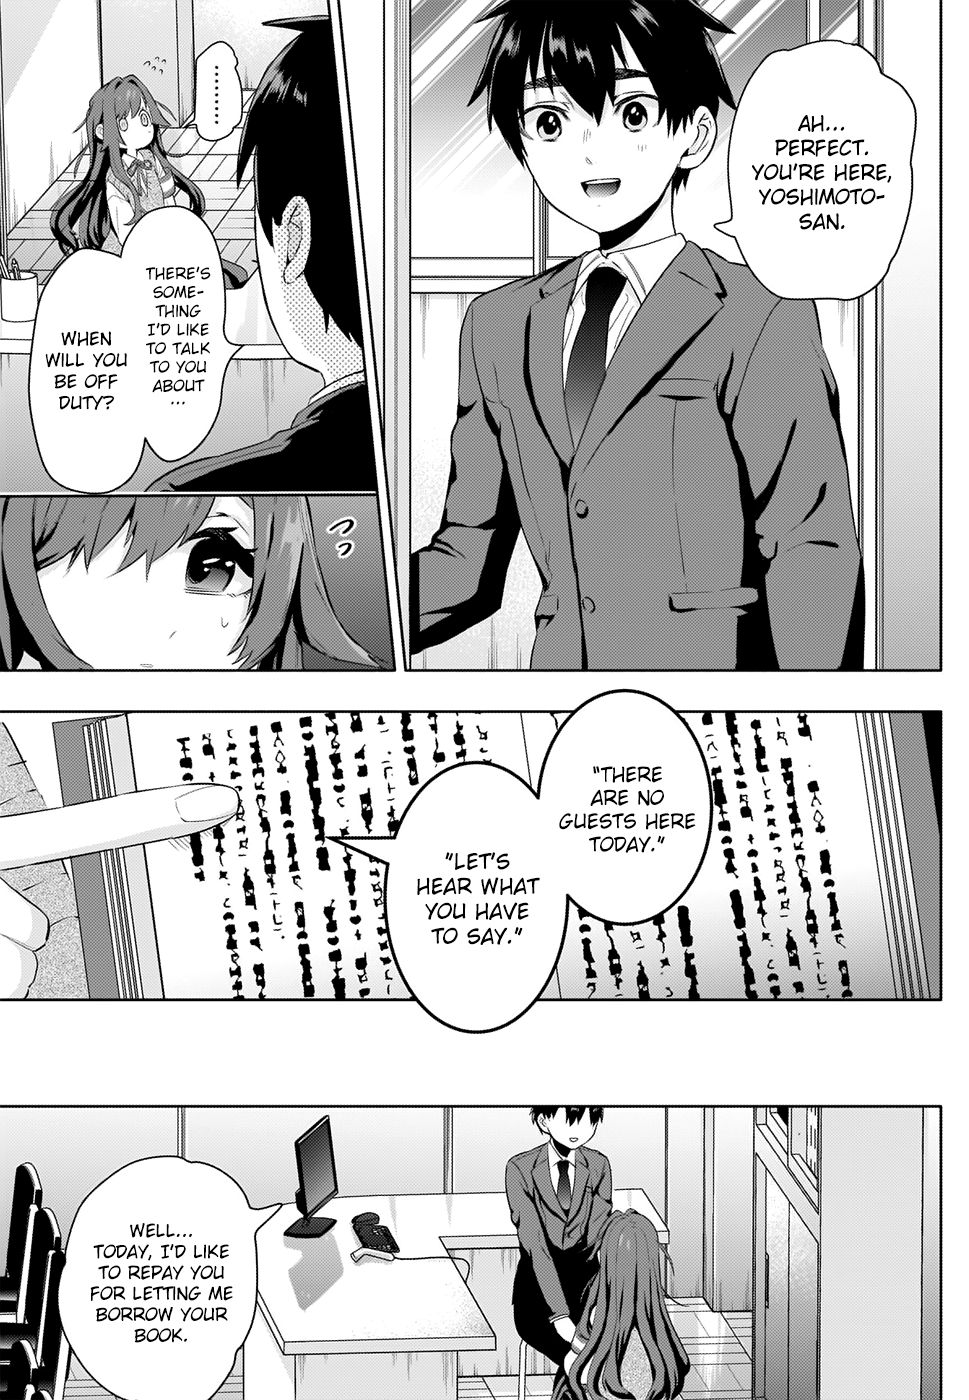 AH...
PERFECT.
YOU'RE HERE,
YOSHIMOTO-
SAN.
.........
THERE'S
SOME-
THING
I'D LIKE
TO TALK
TO YOU
ABOUT
...
WHEN
WILL YOU
BE OFF
DUTY?
"THERE
ARE NO
GUESTS HERE
TODAY."
"LET'S
HEAR WHAT
YOU HAVE
TO SAY."
WELL...
TODAY, I'D LIKE
TO REPAY YOU
FOR LETTING ME
BORROW YOUR
BOOK.